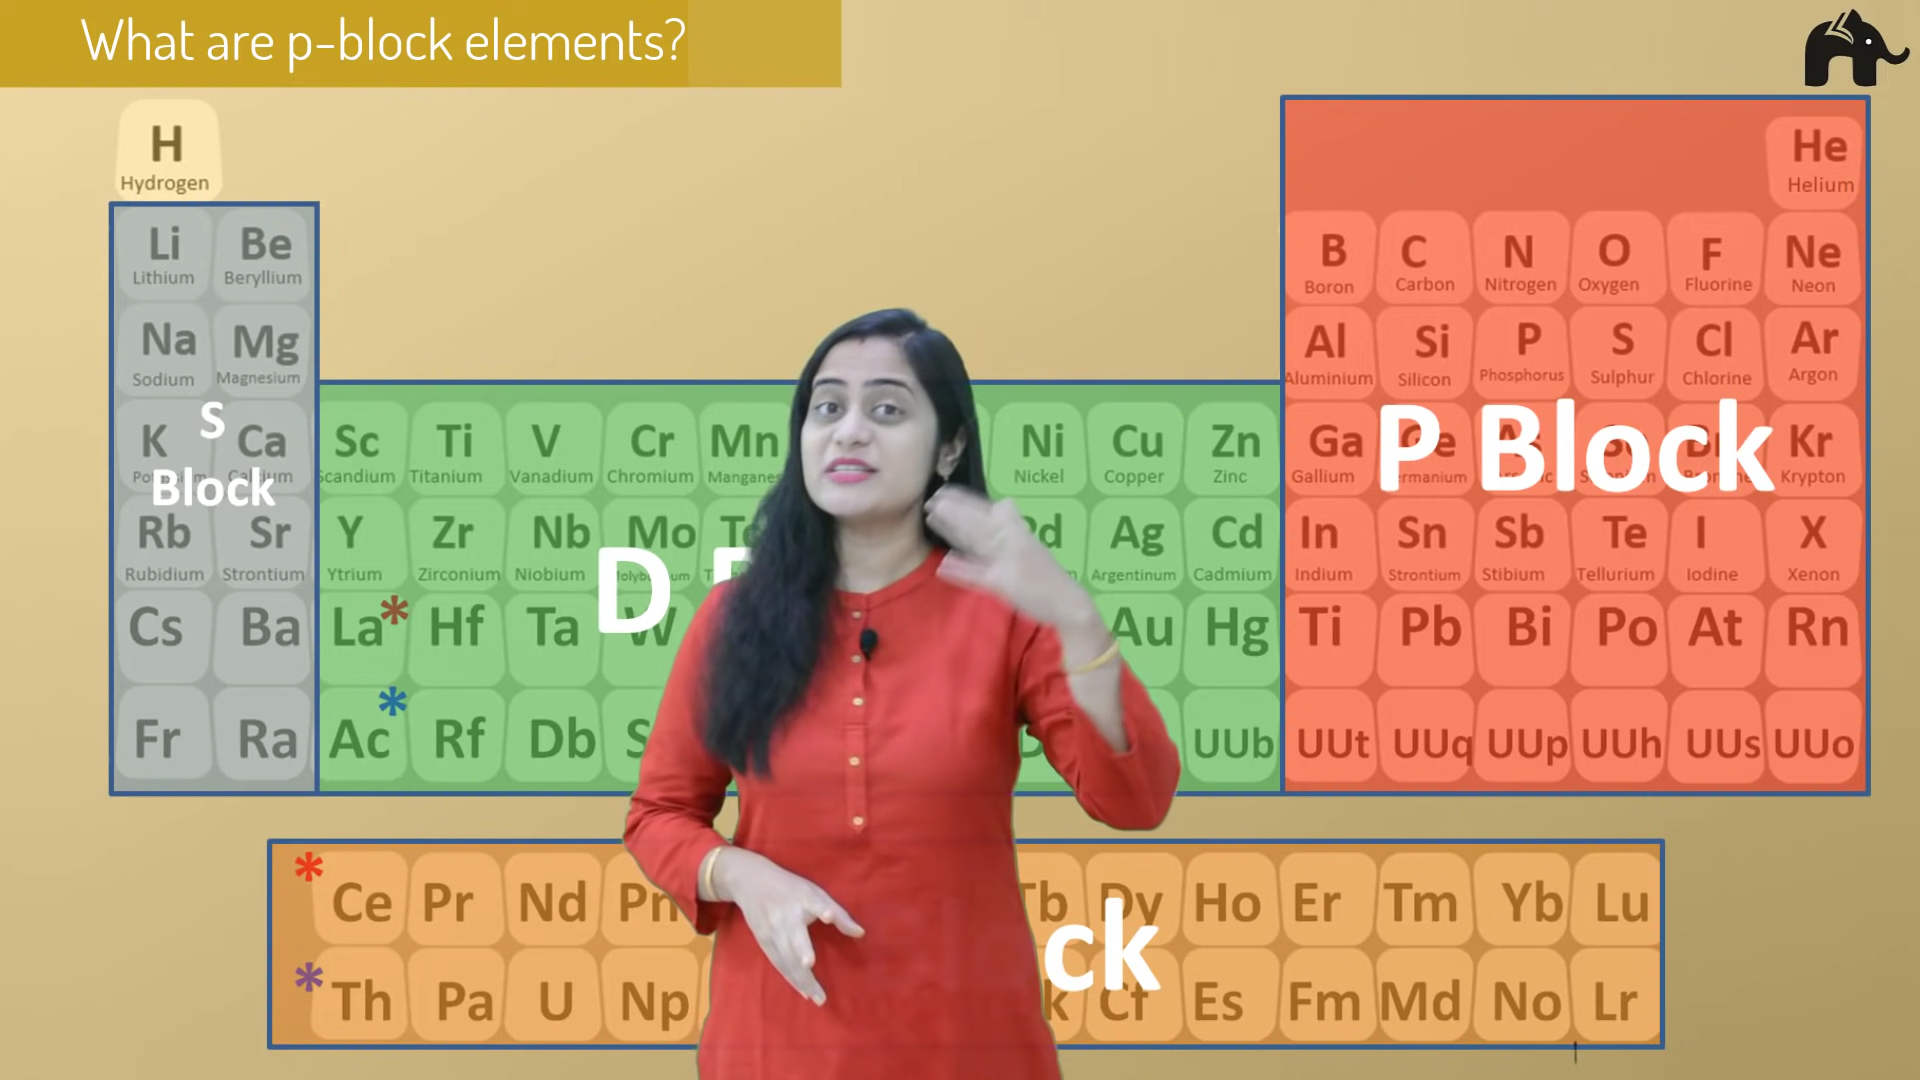 What are p-block elements?
H He
Hydrogen Helium
Li Be B C N O F Ne
Lithium Beryllium Boron Carbon Nitrogen Oxygen Fluorine Neon
Na Mg Al Si P S Cl Ar
Sodium Magnesium Aluminium Silicon Phosphorus Sulphur Chlorine Argon
S
Block
K Ca Sc Ti V Cr Mn Ni Cu Zn Ga Kr
Scandium Titanium Vanadium Chromium Nickel Copper Zinc Gallium Krypton
P Block
Rb Sr Y Zr Nb Mo Ag Cd In Sn Sb Te I X
Rubidium Strontium Ytrium Zirconium Niobium Argentinum Cadmium Indium Strontium Stibium Tellurium Iodine Xenon
D
Cs Ba La* Hf Ta W Au Hg Ti Pb Bi Po At Rn
Fr Ra Ac* Rf Db UUb UUt UUq UUp UUh UUs UUo
* Ce Pr Nd Tb Dy Ho Er Tm Yb Lu
ck
* Th Pa U Np Cf Es Fm Md No Lr